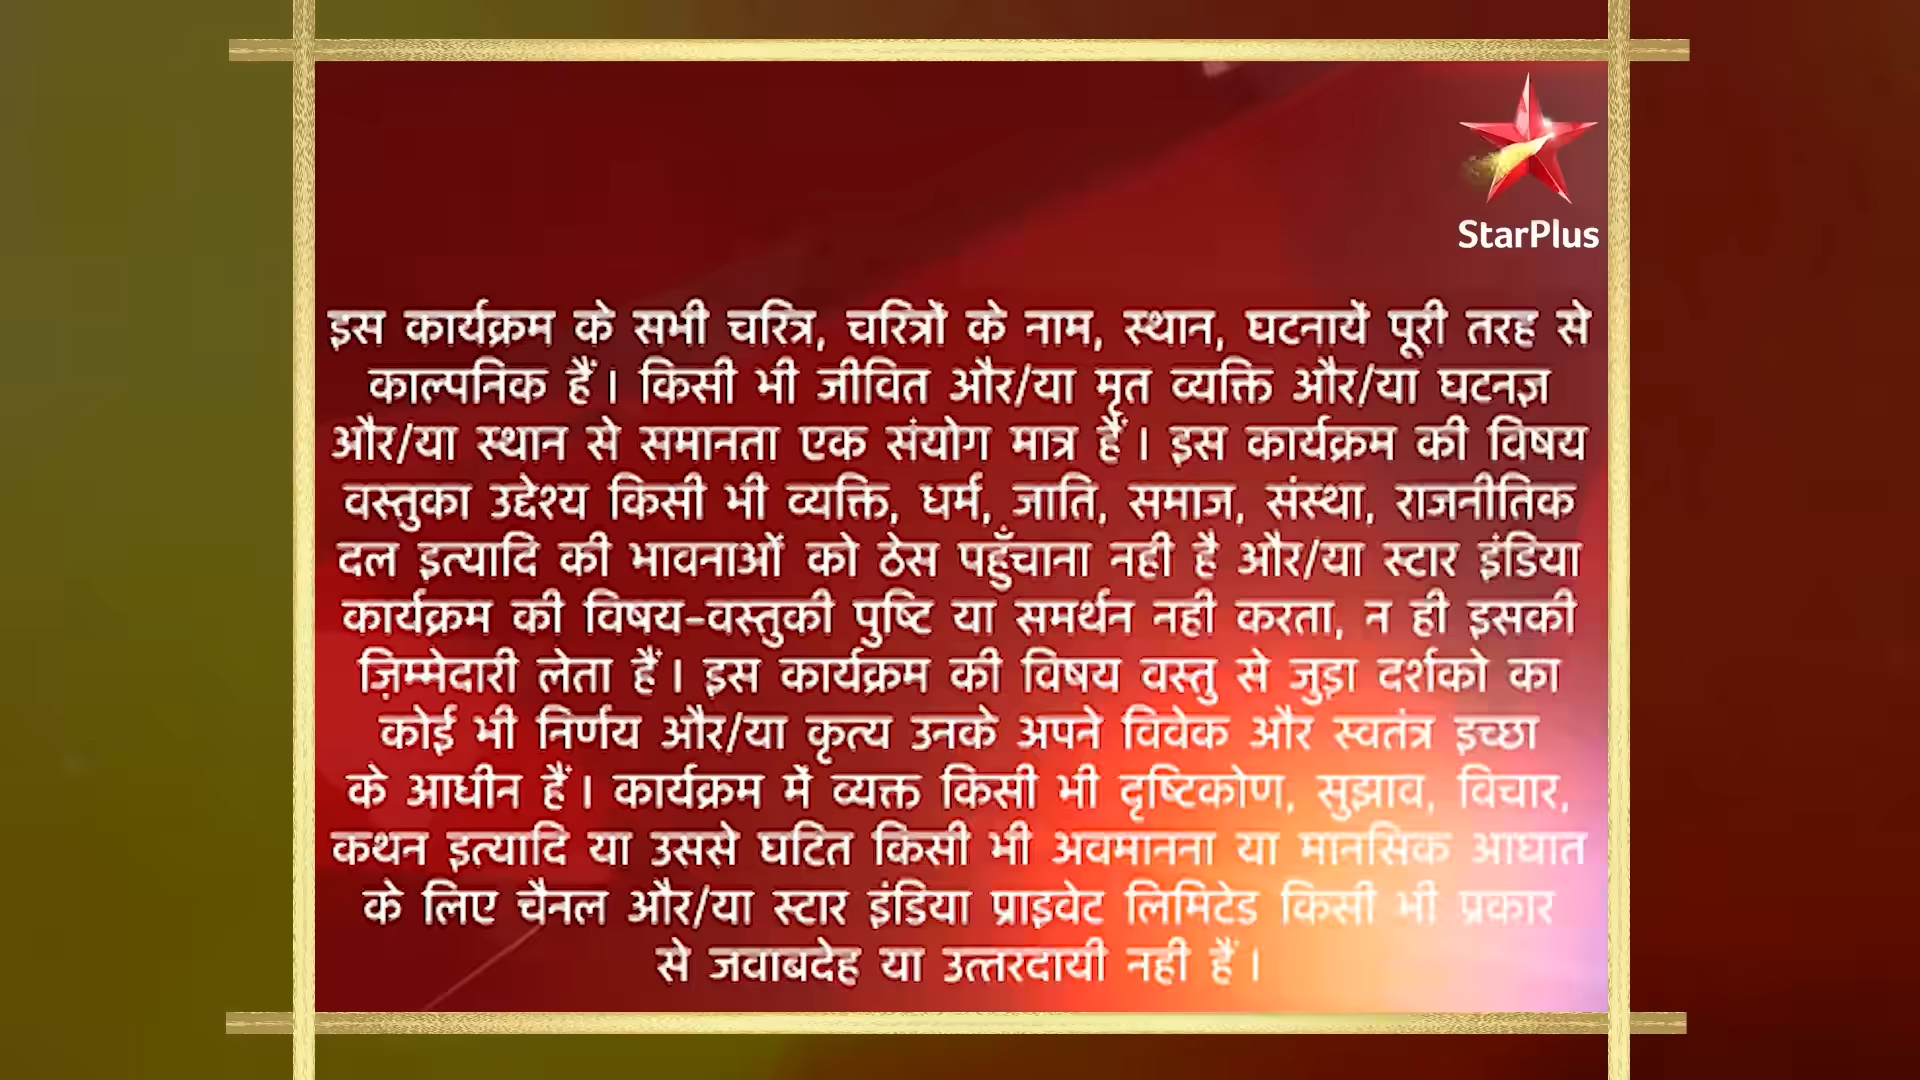 StarPlus
इस कार्यक्रम के सभी चरित्र, चरित्रों के नाम, स्थान, घटनायें पूरी तरह से
काल्पनिक हैं। किसी भी जीवित और/या मृत व्यक्ति और/या घटनज्ञ
और/या स्थान से समानता एक संयोग मात्र हैं। इस कार्यक्रम की विषय
वस्तुका उद्देश्य किसी भी व्यक्ति, धर्म, जाति, समाज, संस्था, राजनीतिक
दल इत्यादि की भावनाओं को ठेस पहुँचाना नही है और/या स्टार इंडिया
कार्यक्रम की विषय-वस्तुकी पुष्टि या समर्थन नही करता, न ही इसकी
ज़िम्मेदारी लेता हैं। इस कार्यक्रम की विषय वस्तु से जुड़ा दर्शको का
कोई भी निर्णय और/या कृत्य उनके अपने विवेक और स्वतंत्र इच्छा
के आधीन हैं। कार्यक्रम में व्यक्त किसी भी दृष्टिकोण, सुझाव, विचार,
कथन इत्यादि या उससे घटित किसी भी अवमानना या मानसिक आघात
के लिए चैनल और/या स्टार इंडिया प्राइवेट लिमिटेड किसी भी प्रकार
से जवाबदेह या उत्तरदायी नही हैं।